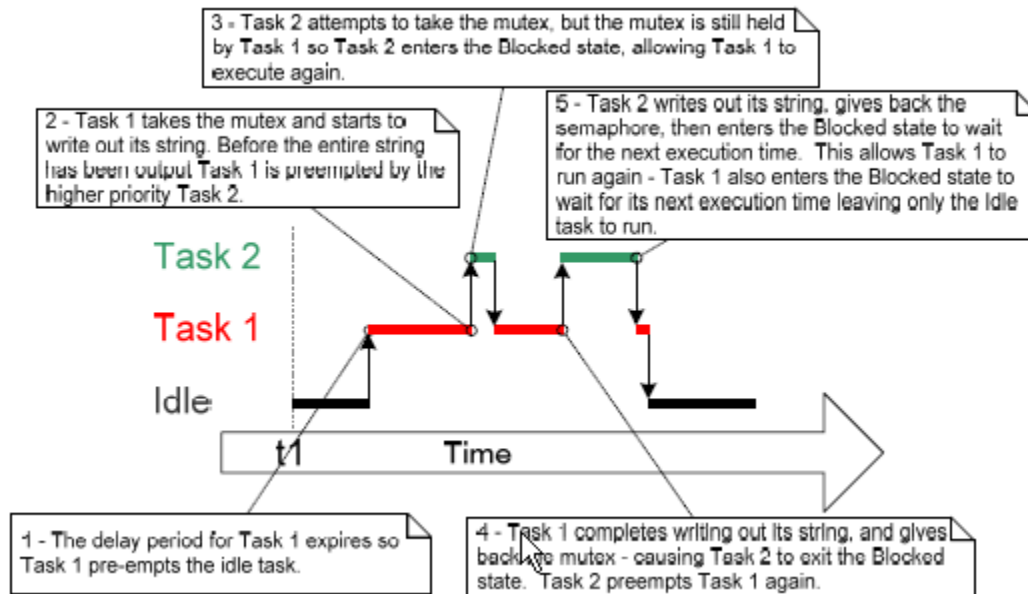 3 - Task 2 attempts to take the mutex, but the mutex is still held
by Task 1 so Task 2 enters the Blocked state, allowing Task 1 to
execute again.
2 - Task 1 takes the mutex and starts to
write out its string. Before the entire string
has been output Task 1 is preempted by the
higher priority Task 2.
5 - Task 2 writes out its string, gives back the
semaphore, then enters the Blocked state to wait
for the next execution time. This allows Task 1 to
run again - Task 1 also enters the Blocked state to
wait for its next execution time leaving only the Idle
task to run.
Task 2
Task 1
Idle
t1
Time
1 - The delay period for Task 1 expires so
Task 1 pre-empts the idle task.
4 - Task 1 completes writing out its string, and gives
back the mutex - causing Task 2 to exit the Blocked
state. Task 2 preempts Task 1 again.